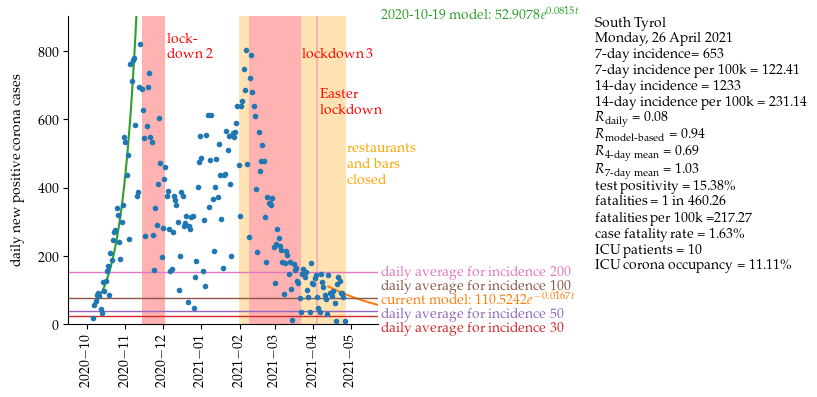 2020-10-19 model: 52.9078e^0.0815t
South Tyrol
Monday, 26 April 2021
7-day incidence= 653
7-day incidence per 100k = 122.41
14-day incidence = 1233
14-day incidence per 100k = 231.14
R_daily = 0.08
R_model-based = 0.94
R_4-day mean = 0.69
R_7-day mean = 1.03
test positivity = 15.38%
fatalities = 1 in 460.26
fatalities per 100k =217.27
case fatality rate = 1.63%
ICU patients = 10
ICU corona occupancy = 11.11%
daily new positive corona cases
800
600
400
200
0
lock-
down 2
lockdown 3
Easter
lockdown
restaurants
and bars
closed
daily average for incidence 200
daily average for incidence 100
current model: 110.5242e^−0.0167t
daily average for incidence 50
daily average for incidence 30
2020−10
2020−11
2020−12
2021−01
2021−02
2021−03
2021−04
2021−05